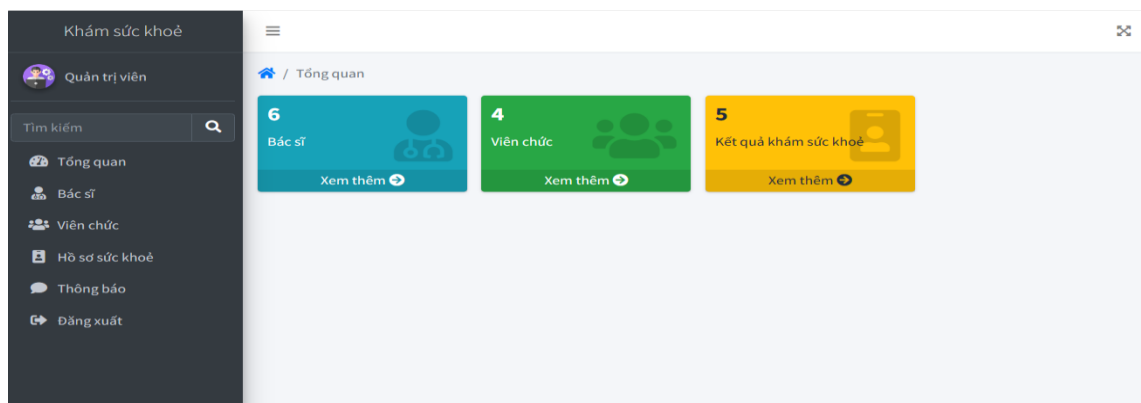 Khám sức khoẻ
Quản trị viên
Tìm kiếm
Tổng quan
Bác sĩ
Viên chức
Hồ sơ sức khoẻ
Thông báo
Đăng xuất
/ Tổng quan
6
Bác sĩ
Xem thêm
4
Viên chức
Xem thêm
5
Kết quả khám sức khoẻ
Xem thêm